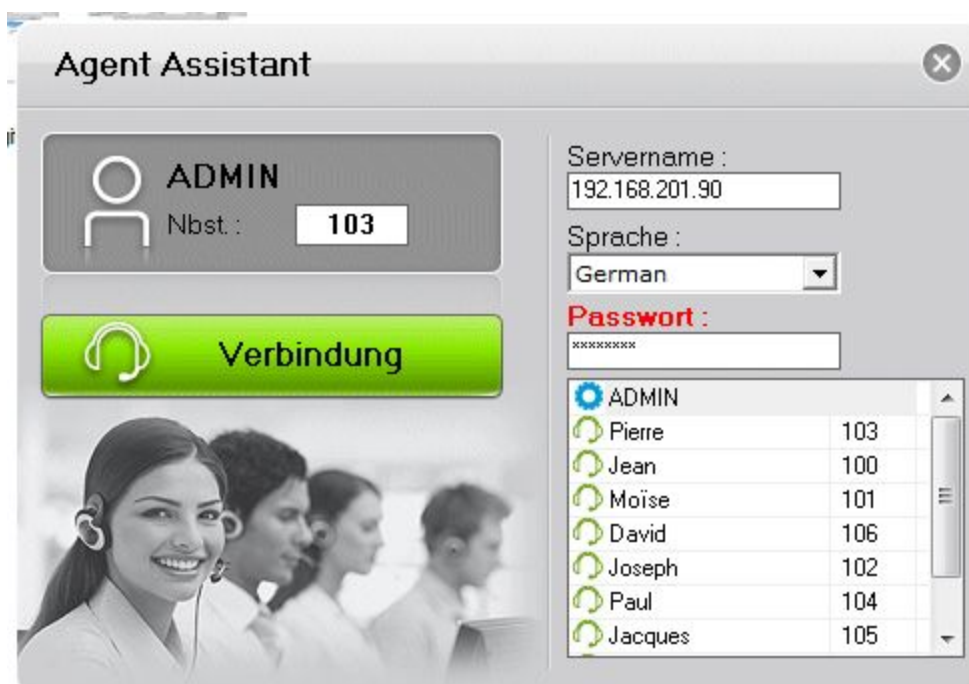 Agent Assistant
ADMIN
Nbst. : 103
Verbindung
Servername :
192.168.201.90
Sprache :
German
Passwort :
********
ADMIN
Pierre 103
Jean 100
Moïse 101
David 106
Joseph 102
Paul 104
Jacques 105